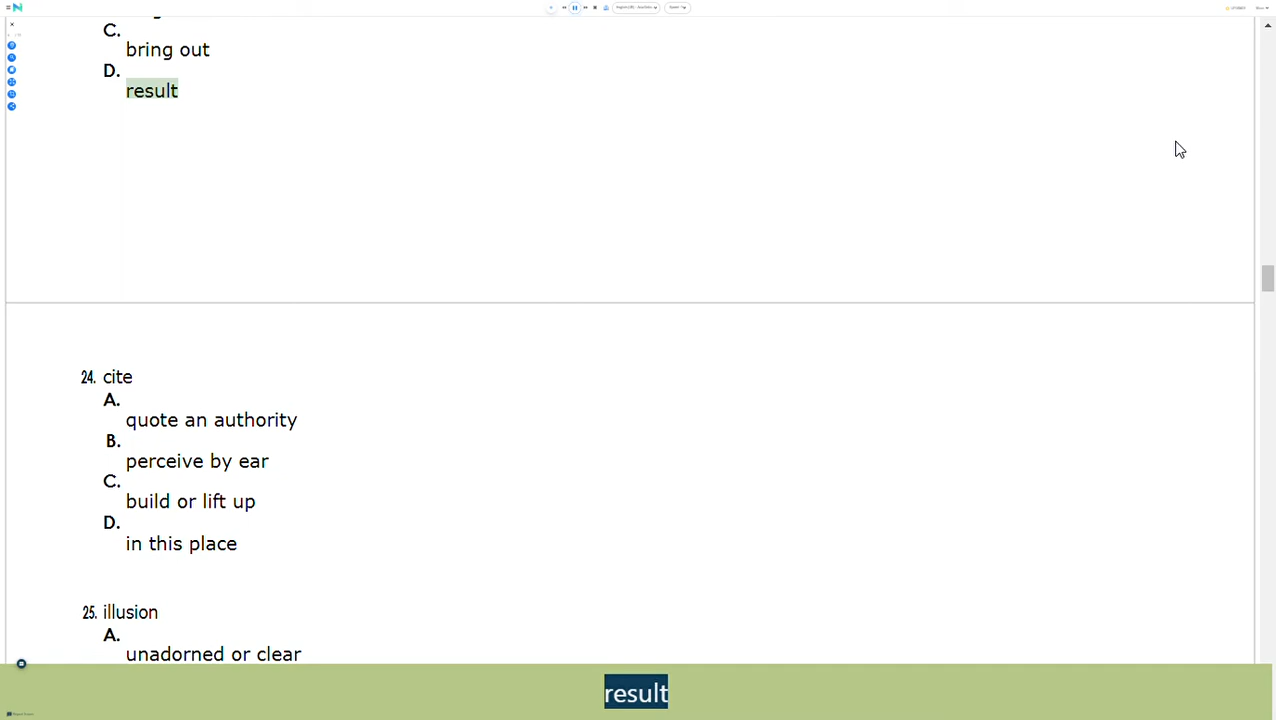 C.
bring out
D.
result
24. cite
A.
quote an authority
B.
perceive by ear
C.
build or lift up
D.
in this place
25. illusion
A.
unadorned or clear
result